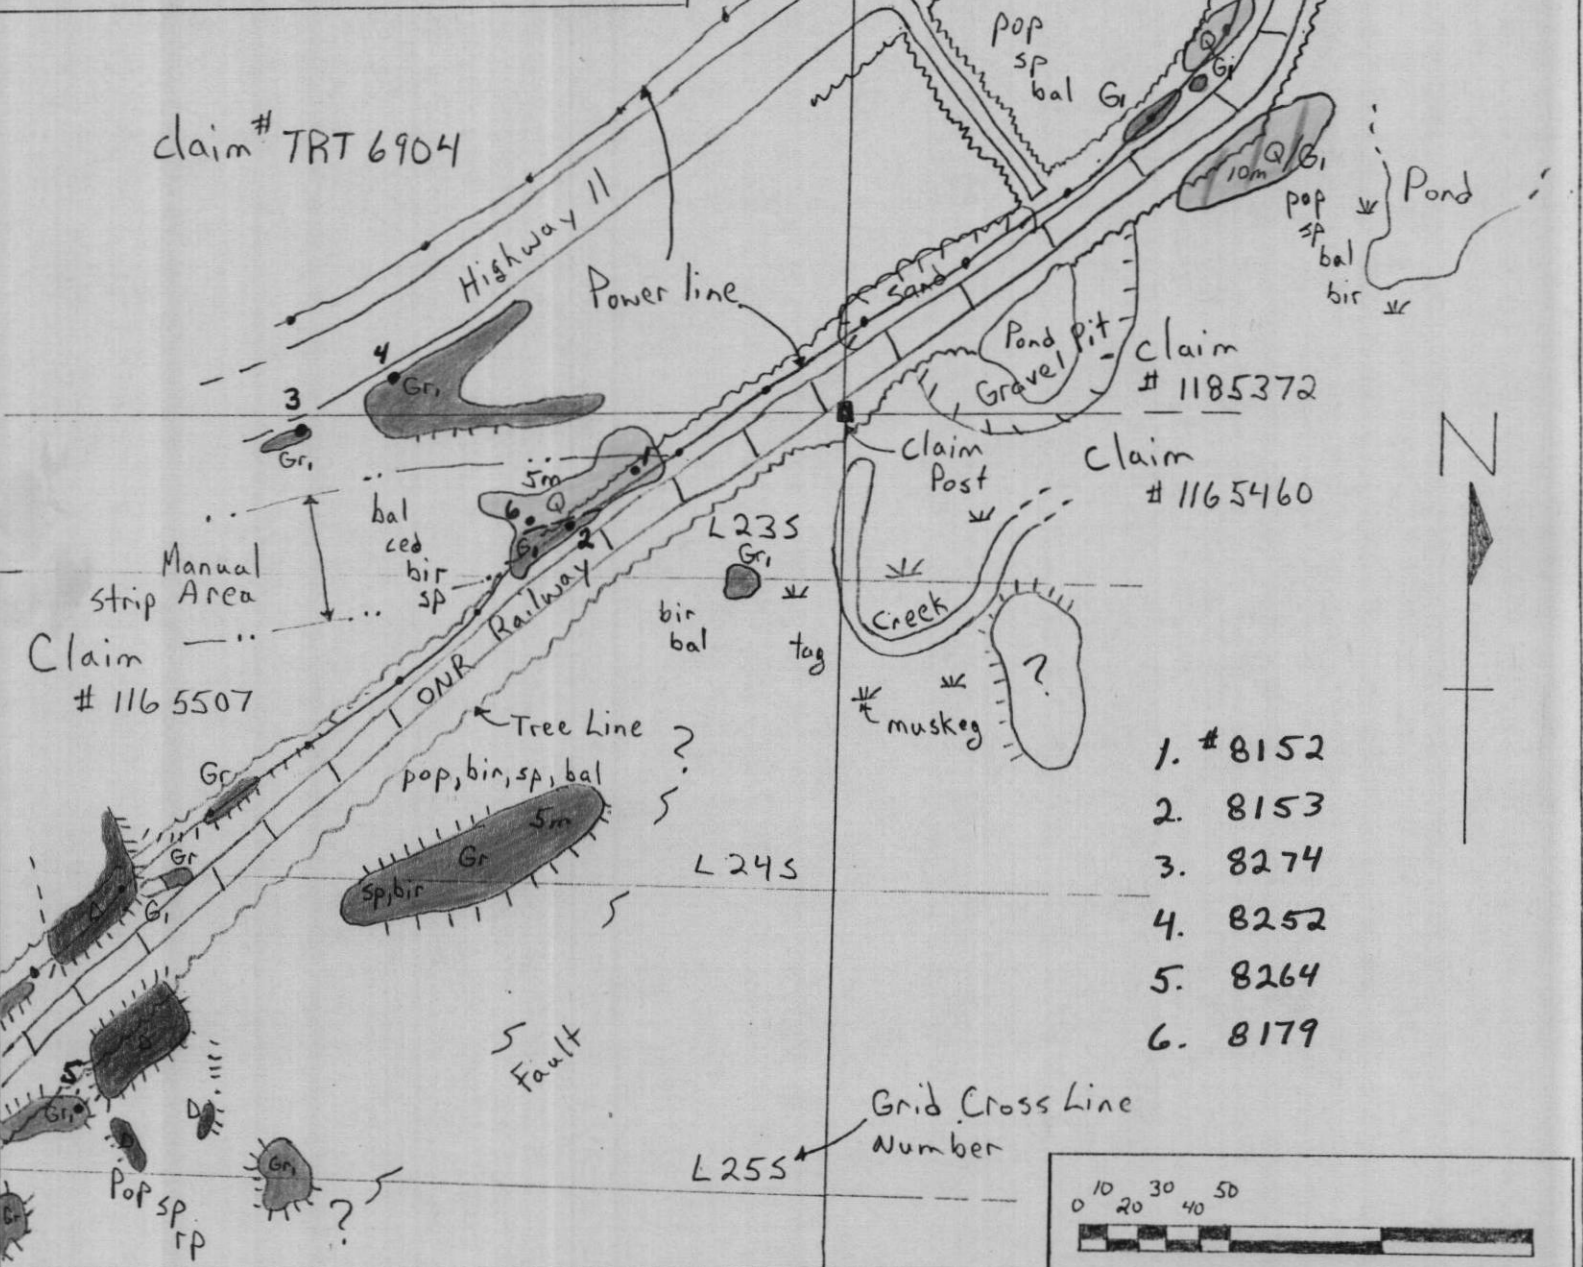 pop
sp
bal
Q
Gr
G1
claim # TRT 6904
Highway 11
Power line
Sand
Q G1
10m
pop
sp
bal
bir
Pond
Pond Pit
Gravel
Claim
# 1185372
4
Gr1
3
Gr1
Claim
Post
Claim
# 1165460
N
5m
Q
1
6
G1
2
bal
ced
bir
sp
Manual
Strip Area
L23S
Gr1
bir
bal
tag
Creek
?
muskeg
Claim
# 1165507
ONR Railway
Tree Line
?
pop, bir, sp, bal
5m
Gr
sp, bir
Gr
Gr
G1
D
L24S
1. # 8152
2. 8153
3. 8274
4. 8252
5. 8264
6. 8179
Fault
D
5
Gr1
D
D
Pop sp
rp
Gr1
?
Gr
Grid Cross Line
Number
L25S
0 10 20 30 40 50